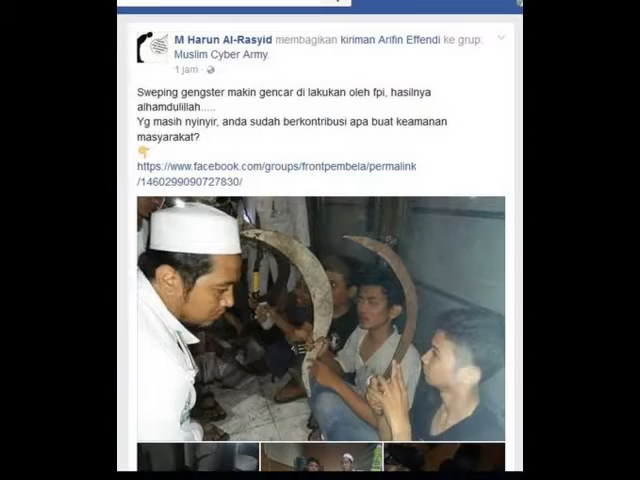 M Harun Al-Rasyid membagikan kiriman Arifin Effendi ke grup:
Muslim Cyber Army.
1 jam ·
Sweping gengster makin gencar di lakukan oleh fpi, hasilnya
alhamdulillah.....
Yg masih nyinyir, anda sudah berkontribusi apa buat keamanan
masyarakat?
https://www.facebook.com/groups/frontpembela/permalink
/1460299090727830/